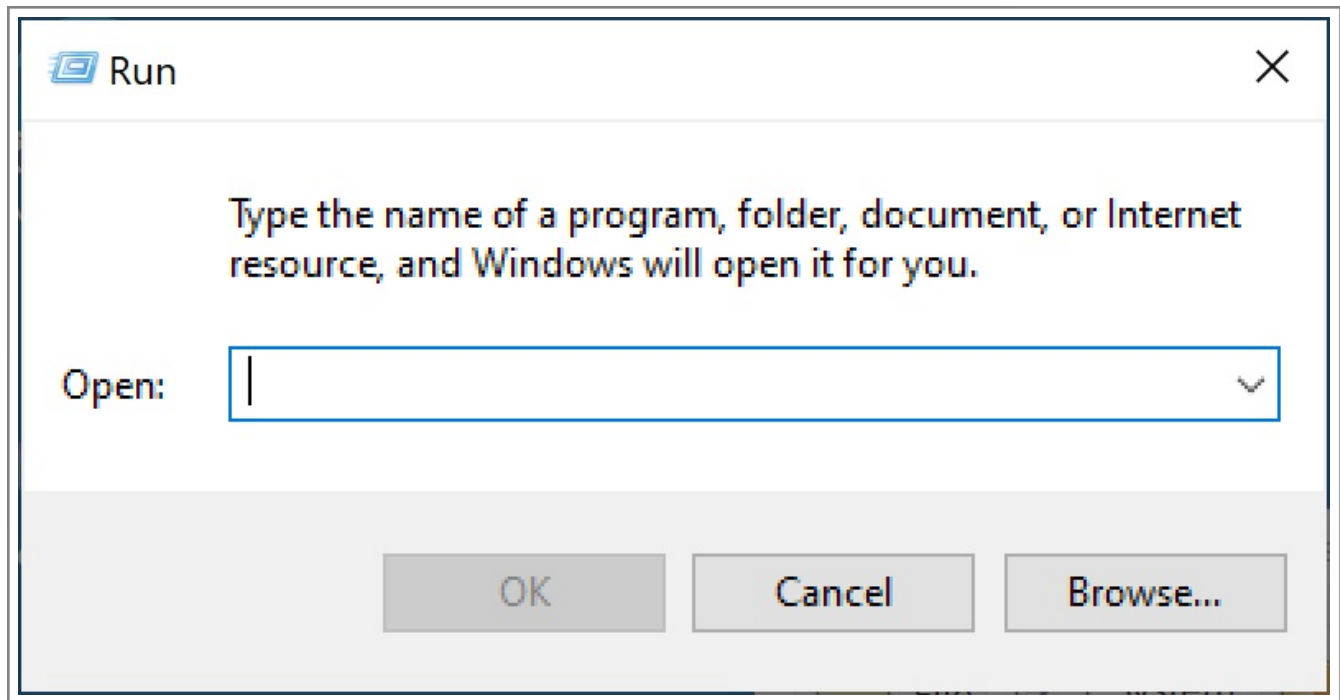 Run
Type the name of a program, folder, document, or Internet
resource, and Windows will open it for you.
Open:
OK
Cancel
Browse...